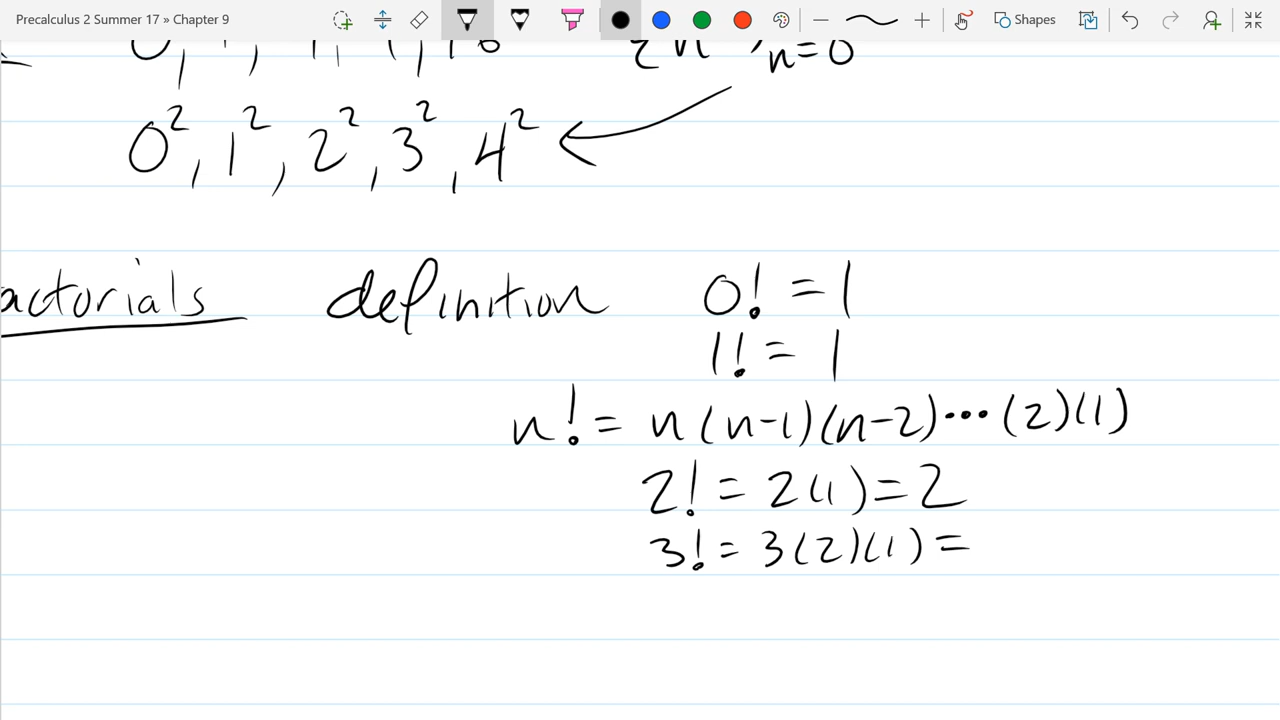 Precalculus 2 Summer 17 » Chapter 9
Shapes
n=0
0², 1², 2², 3², 4²
actorials definition 0! = 1
1! = 1
n! = n(n-1)(n-2)•••(2)(1)
2! = 2(1) = 2
3! = 3(2)(1) =